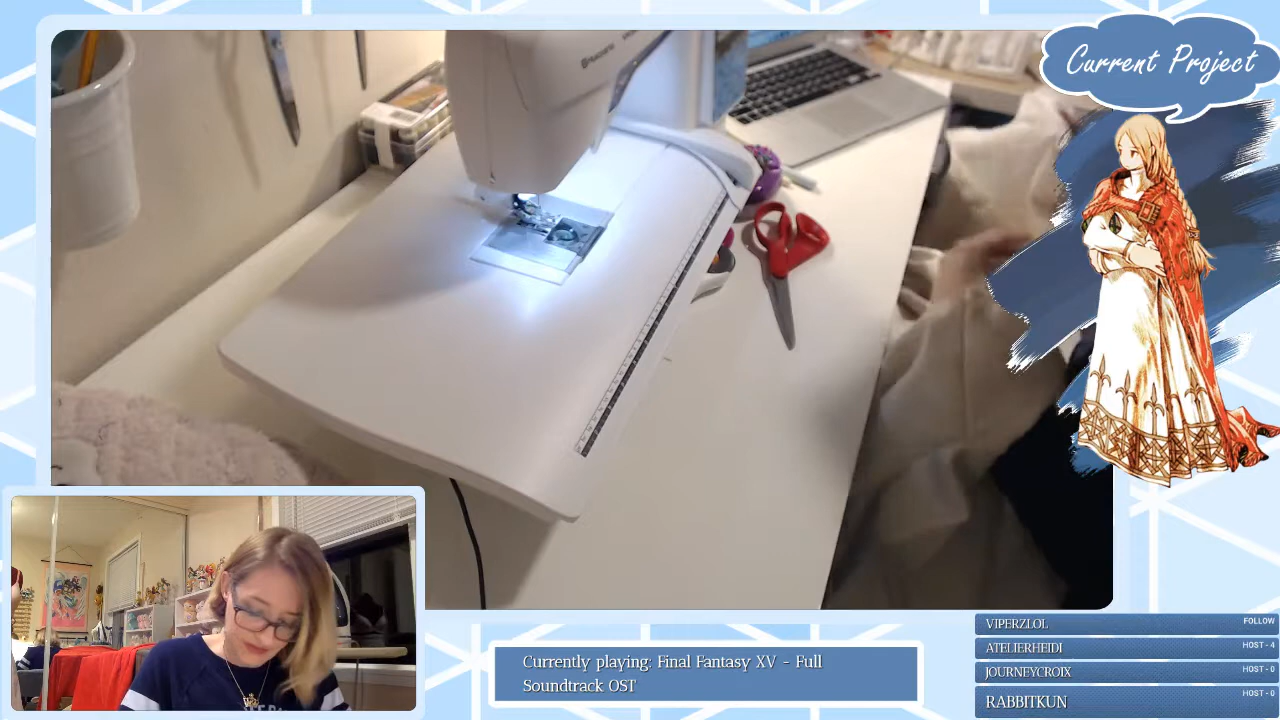 Current Project
VIPERZLOL
FOLLOW
ATELIERHEIDI
HOST - 4
JOURNEYCROIX
HOST - 0
RABBITKUN
HOST - 0
Currently playing: Final Fantasy XV - Full
Soundtrack OST